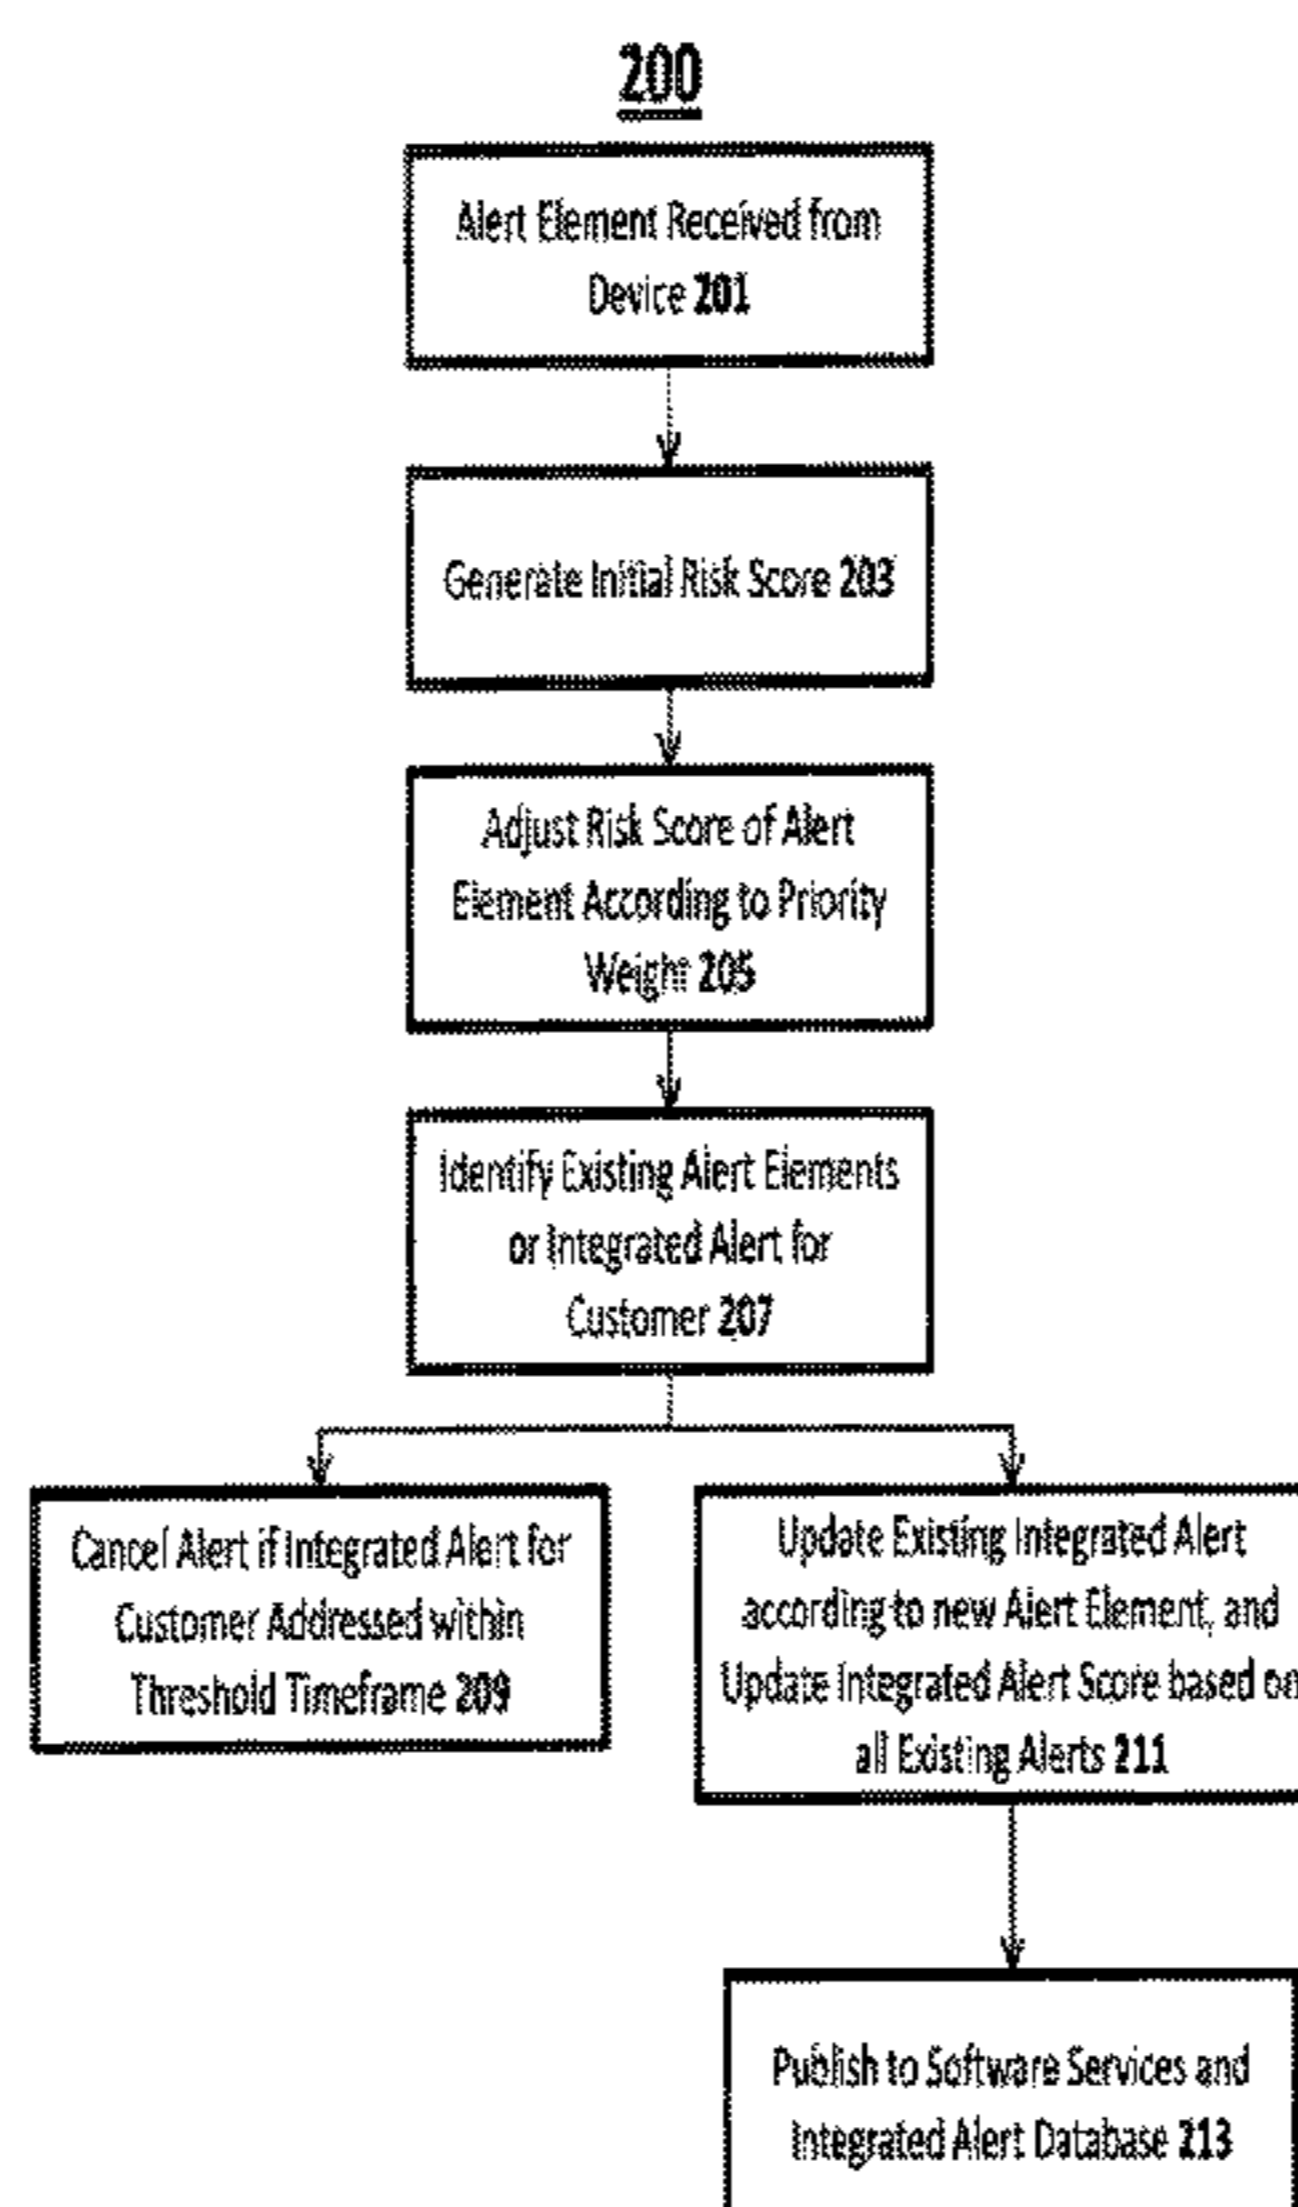 200
Alert Element Received from
Device 201
Generate Initial Risk Score 203
Adjust Risk Score of Alert
Element According to Priority
Weight 205
Identify Existing Alert Elements
or Integrated Alert for
Customer 207
Cancel Alert if Integrated Alert for
Customer Addressed within
Threshold Timeframe 209
Update Existing Integrated Alert
according to new Alert Element, and
Update Integrated Alert Score based on
all Existing Alerts 211
Publish to Software Services and
Integrated Alert Database 213